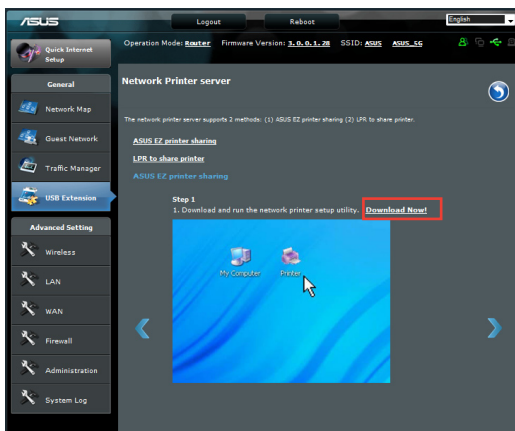 ASUS
Logout
Reboot
English
Quick Internet
Setup
Operation Mode: Router Firmware Version: 3.0.0.1.28 SSID: ASUS ASUS_5G
General
Network Map
Guest Network
Traffic Manager
USB Extension
Advanced Setting
Wireless
LAN
WAN
Firewall
Administration
System Log
Network Printer server
The network printer server supports 2 methods: (1) ASUS EZ printer sharing (2) LPR to share printer.
ASUS EZ printer sharing
LPR to share printer
ASUS EZ printer sharing
Step 1
1. Download and run the network printer setup utility. Download Now!
My Computer
Printer